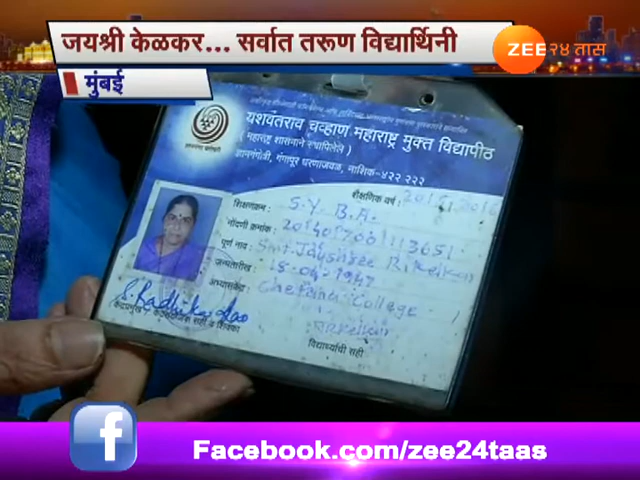 जयश्री केळकर... सर्वात तरूण विद्यार्थिनी
ZEE २४ तास
मुंबई
यशवंतराव चव्हाण महाराष्ट्र मुक्त विद्यापीठ
( महाराष्ट्र शासनाने स्थापिलेले )
ज्ञानगंगोत्री, गंगापूर धरणाजवळ, नाशिक-४२२ २२२
शैक्षणिक वर्ष : 2015-2016
शिक्षणक्रम : S. Y. B. A.
नोंदणी क्रमांक : 2014017001113651
पूर्ण नाव : Smt. Jayshree R. Kelkar
जन्मतारीख : 15-04-1947
अभ्यासकेंद्र : College
विद्यार्थ्याची सही
Facebook.com/zee24taas